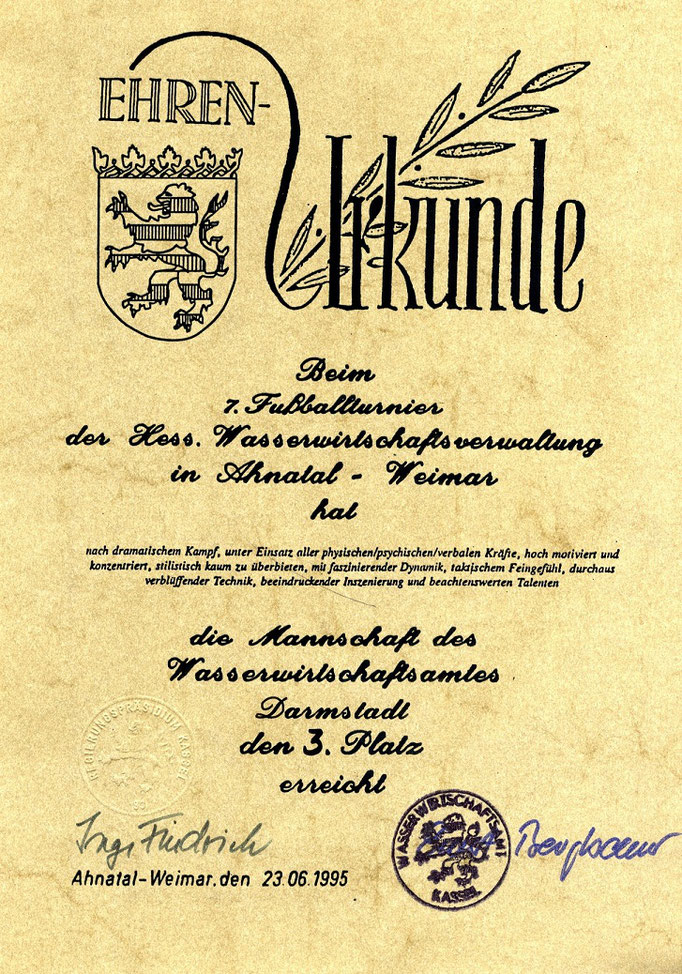 EHREN-
Urkunde
Beim
7. Fußballturnier
der Hess. Wasserwirtschaftsverwaltung
in Ahnatal - Weimar
hat
nach dramatischem Kampf, unter Einsatz aller physischen/psychischen/verbalen Kräfte, hoch motiviert und
konzentriert, stilistisch kaum zu überbieten, mit faszinierender Dynamik, taktischem Feingefühl, durchaus
verblüffender Technik, beeindruckender Inszenierung und beachtenswerten Talenten
die Mannschaft des
Wasserwirtschaftsamtes
Darmstadt
den 3. Platz
erreicht
REGIERUNGSPRÄSIDIUM KASSEL
WASSERWIRTSCHAFTSAMT
KASSEL
Ahnatal-Weimar, den 23.06.1995